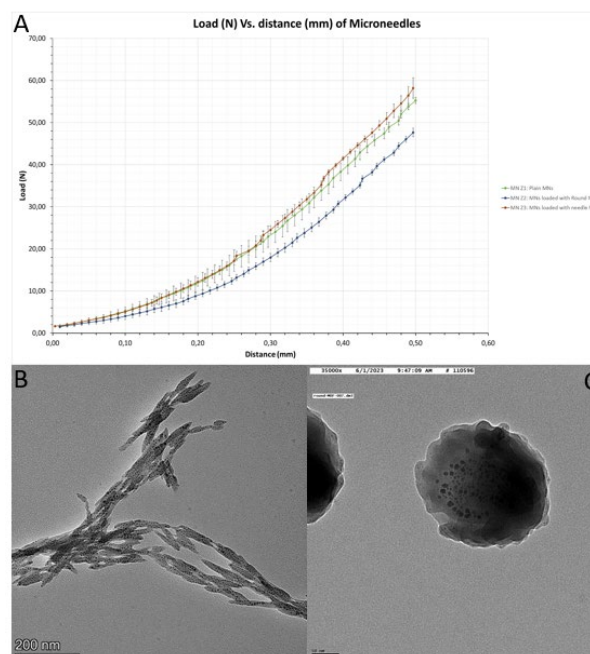 A
Load (N) Vs. distance (mm) of Microneedles
70,00
60,00
50,00
40,00
30,00
20,00
10,00
0,00
Load (N)
0,00 0,10 0,20 0,30 0,40 0,50 0,60
Distance (mm)
MN 21: Plain MNs
MN 22: MNs loaded with Round
MN 23: MNs loaded with needle
B
200 nm
C
35000x 6/1/2023 9:47:09 AM # 110596